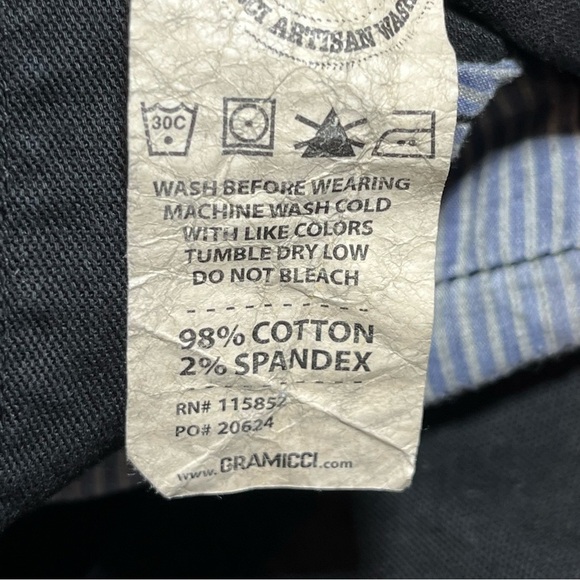 CI ARTISAN WASH
30C
WASH BEFORE WEARING
MACHINE WASH COLD
WITH LIKE COLORS
TUMBLE DRY LOW
DO NOT BLEACH
98% COTTON
2% SPANDEX
RN# 115852
PO# 20624
www.GRAMICCI.com